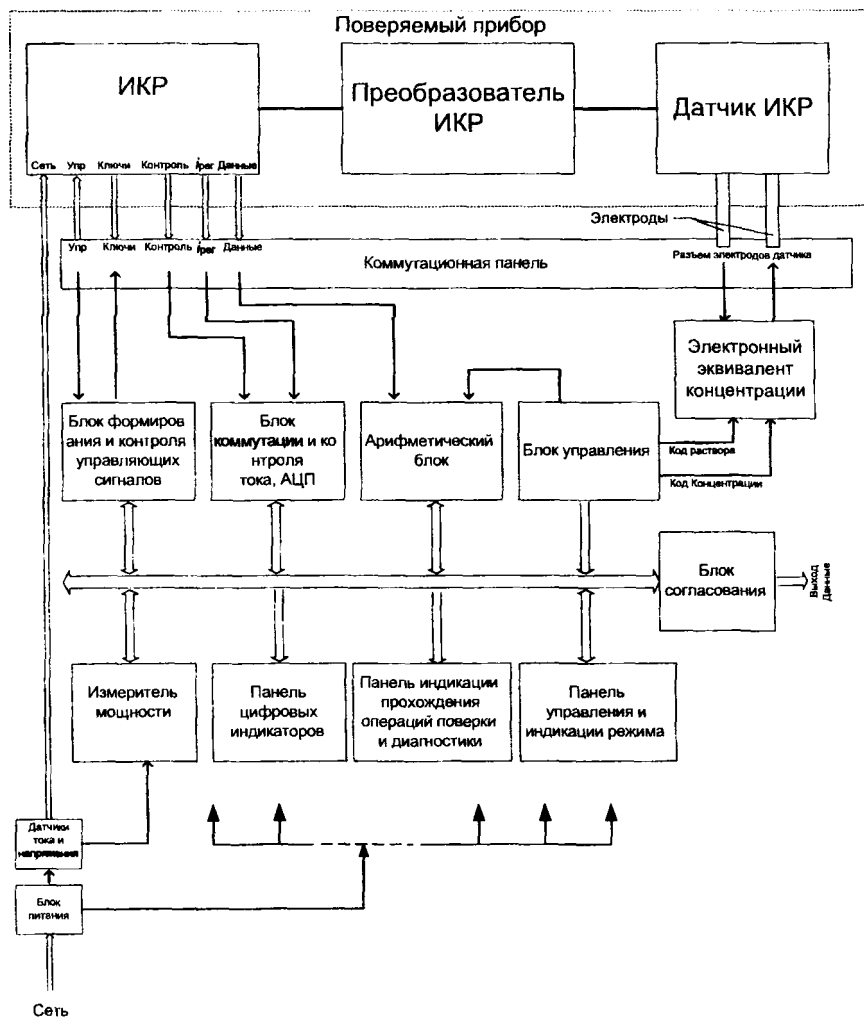 Поверяемый прибор
ИКР
Преобразователь
ИКР
Датчик ИКР
Сеть Упр Ключи Контроль Iрег Данные
Электроды
Упр Ключи Контроль Iрег Данные
Разъем электродов датчика
Коммутационная панель
Электронный
эквивалент
концентрации
Блок формиров
ания и контроля
управляющих
сигналов
Блок
коммутации и ко
нтроля
тока, АЦП
Арифметический
блок
Блок управления
Код раствора
Код Концентрации
Блок
согласования
Выход
Данные
Измеритель
мощности
Панель
цифровых
индикаторов
Панель индикации
прохождения
операций поверки
и диагностики
Панель
управления и
индикации режима
Датчики
тока и
напряжения
Блок
питания
Сеть